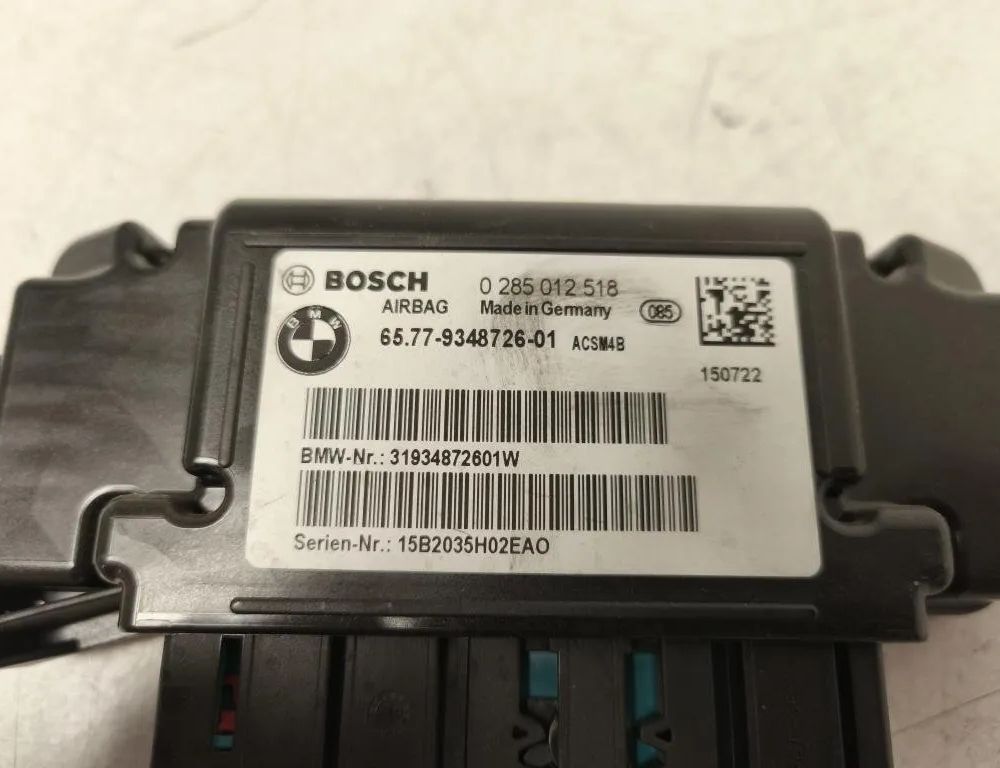 BOSCH 0 285 012 518
AIRBAG Made in Germany 085
BMW 65.77-9348726-01 ACSM4B
150722
BMW-Nr.: 31934872601W
Serien-Nr.: 15B2035H02EAO